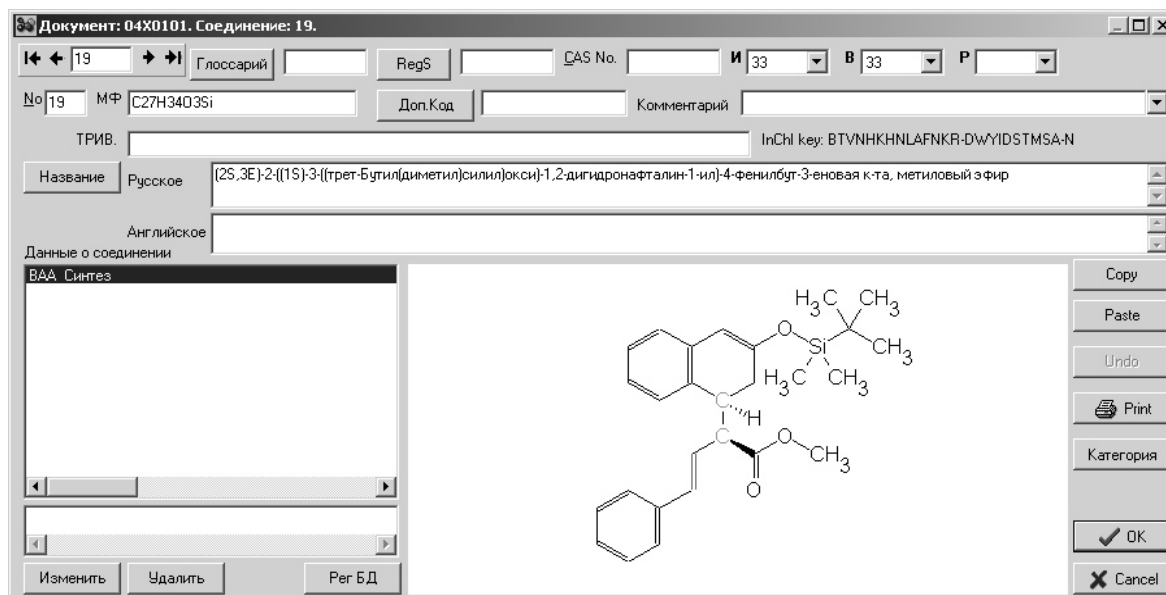 Документ: 04X0101. Соединение: 19.
19 Глоссарий RegS CAS No. И 33 В 33 Р
No 19 МФ C27H34O3Si Доп.Код Комментарий
ТРИВ. InChI key: BTVNHKHNLAFNKR-DWYIDSTMSA-N
Название Русское (2S,3E)-2-((1S)-3-((трет-Бутил(диметил)силил)окси)-1,2-дигидронафталин-1-ил)-4-фенилбут-3-еновая к-та, метиловый эфир
Английское
Данные о соединении
BAA Синтез
Copy
Paste
Undo
Print
Категория
OK
Cancel
H3C CH3
O Si CH3
H3C CH3
C H
C O CH3
O
Изменить Удалить Рег БД